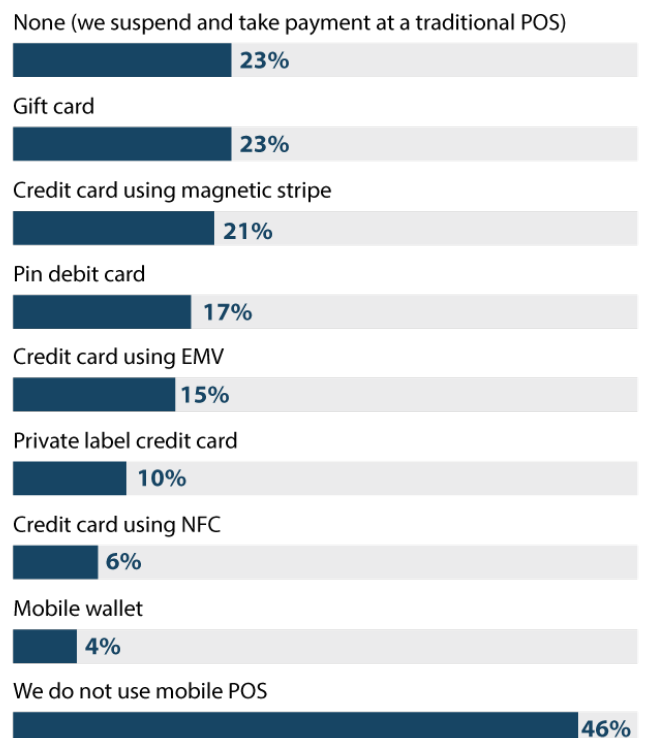 None (we suspend and take payment at a traditional POS)
23%
Gift card
23%
Credit card using magnetic stripe
21%
Pin debit card
17%
Credit card using EMV
15%
Private label credit card
10%
Credit card using NFC
6%
Mobile wallet
4%
We do not use mobile POS
46%